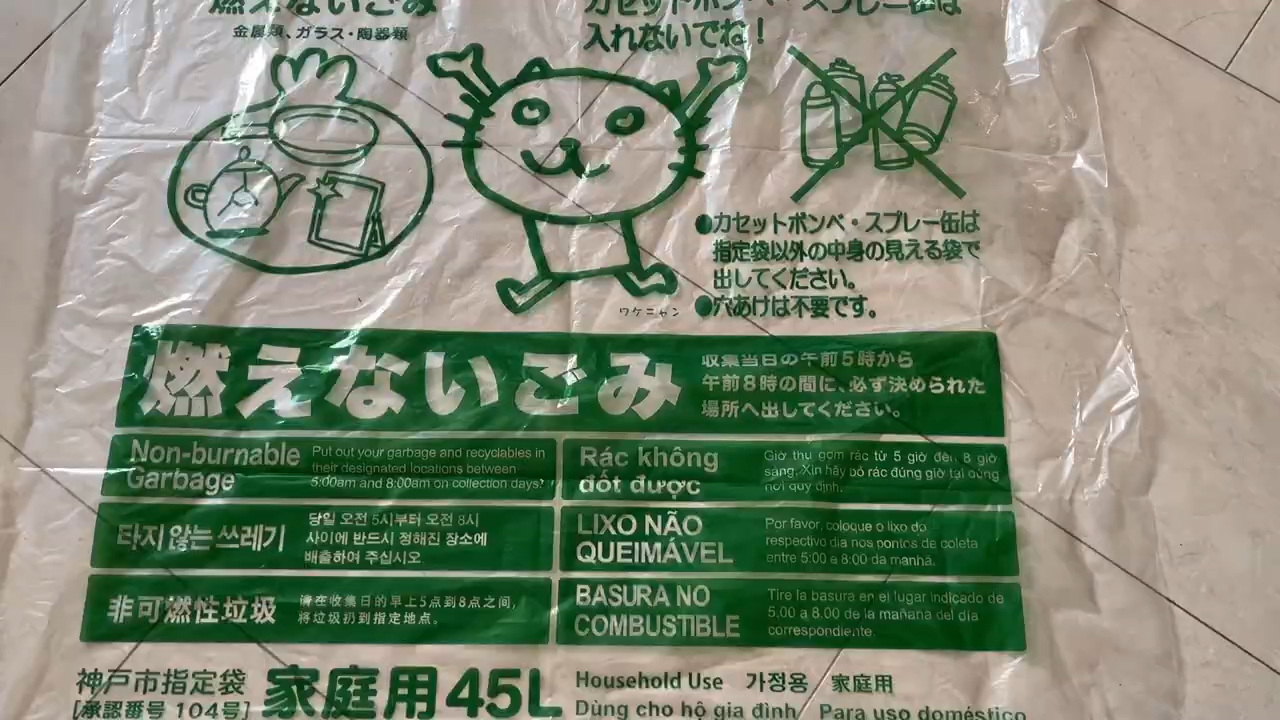 燃えないごみ
金属類、ガラス・陶器類
カセットボンベ・スプレー缶は
入れないでね！
ワケニャン
●カセットボンベ・スプレー缶は
指定袋以外の中身の見える袋で
出してください。
●穴あけは不要です。
燃えないごみ
収集当日の午前5時から
午前8時の間に、必ず決められた
場所へ出してください。
Non-burnable
Garbage
Put out your garbage and recyclables in
their designated locations between
5:00am and 8:00am on collection days!
Rác không
đốt được
Giờ thu gom rác từ 5 giờ đến 8 giờ
sáng. Xin hãy bỏ rác đúng giờ tại đúng
nơi quy định.
타지 않는 쓰레기
당일 오전 5시부터 오전 8시
사이에 반드시 정해진 장소에
배출하여 주십시오.
LIXO NÃO
QUEIMÁVEL
Por favor, coloque o lixo do
respectivo dia nos pontos de coleta
entre 5:00 a 8:00 da manhã.
非可燃性垃圾
请在收集日的早上5点到8点之间,
将垃圾扔到指定地点。
BASURA NO
COMBUSTIBLE
Tire la basura en el lugar indicado de
5.00 a 8.00 de la mañana del día
correspondiente.
神戸市指定袋
[承認番号 104号]
家庭用45L
Household Use 가정용 家庭用
Dùng cho hộ gia đình Para uso doméstico